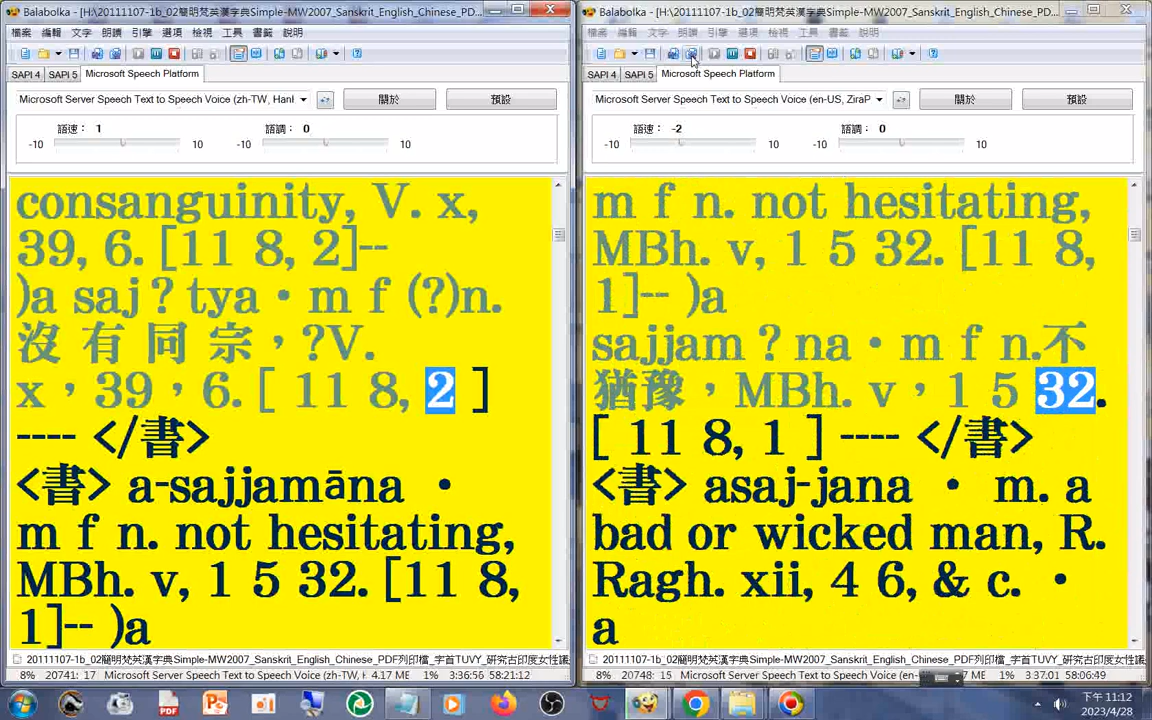 Balabolka - [H:\20111107-1b_02簡明梵英漢字典Simple-MW2007_Sanskrit_English_Chinese_PD...
檔案 編輯 文字 朗讀 引擎 選項 檢視 工具 書籤 說明
SAPI 4 SAPI 5 Microsoft Speech Platform
Microsoft Server Speech Text to Speech Voice (zh-TW, Hanl
關於
預設
語速： 1
語調： 0
-10 10 -10 10
consanguinity, V. x,
39, 6. [11 8, 2]--
)a saj ? tya • m f (?)n.
沒 有 同 宗，?V.
x，39，6. [ 11 8, 2 ]
---- </書>
<書> a-sajjamāna •
m f n. not hesitating,
MBh. v, 1 5 32. [11 8,
1]-- )a
20111107-1b_02簡明梵英漢字典Simple-MW2007_Sanskrit_English_Chinese_PDF列印檔_字首TUVY_研究古印度女性議
8% 20741: 17 Microsoft Server Speech Text to Speech Voice (zh-TW, H 4.17 ME 1% 3:36:56 58:21:12
Balabolka - [H:\20111107-1b_02簡明梵英漢字典Simple-MW2007_Sanskrit_English_Chinese_PD...
檔案 編輯 文字 朗讀 引擎 選項 檢視 工具 書籤 說明
SAPI 4 SAPI 5 Microsoft Speech Platform
Microsoft Server Speech Text to Speech Voice (en-US, ZiraP
關於
預設
語速： -2
語調： 0
-10 10 -10 10
m f n. not hesitating,
MBh. v, 1 5 32. [11 8,
1]-- )a
sajjam ? na • m f n.不
猶豫，MBh. v，1 5 32.
[ 11 8, 1 ] ---- </書>
<書> asaj-jana • m. a
bad or wicked man, R.
Ragh. xii, 4 6, & c. •
a
20111107-1b_02簡明梵英漢字典Simple-MW2007_Sanskrit_English_Chinese_PDF列印檔_字首TUVY_研究古印度女性議
8% 20748: 15 Microsoft Server Speech Text to Speech Voice (en- 4.17 MB 1% 3:37.01 58:06:49
下午 11:12
2023/4/28